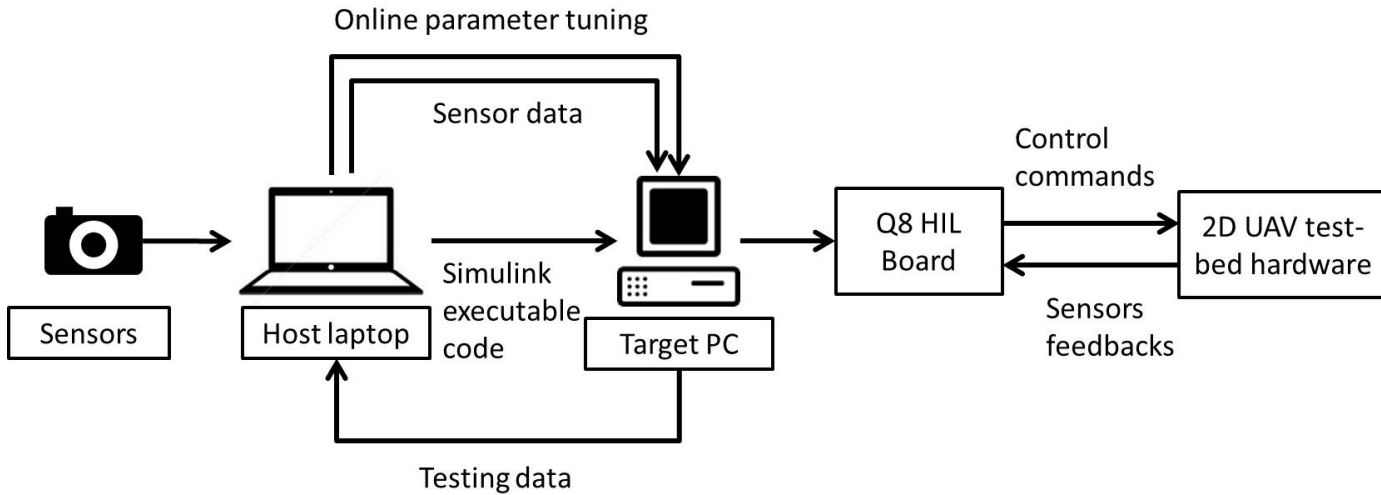 Online parameter tuning
Sensor data
Control
commands
Q8 HIL
Board
2D UAV test-
bed hardware
Simulink
executable
code
Sensors
feedbacks
Sensors
Host laptop
Target PC
Testing data